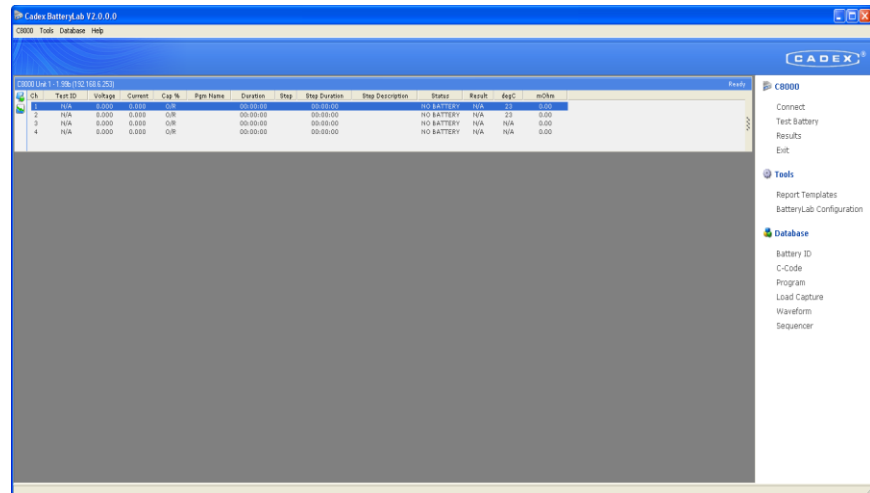 Cadex BatteryLab V2.0.0.0
C8000 Tools Database Help
CADEX®
C8000 Unit 1 - 1.99b (192.168.6.253) Ready
Ch Test ID Voltage Current Cap % Pgm Name Duration Step Step Duration Step Description Status Result degC mOhm
1 N/A 0.000 0.000 O/R 00:00:00 00:00:00 NO BATTERY N/A 23 0.00
2 N/A 0.000 0.000 O/R 00:00:00 00:00:00 NO BATTERY N/A 23 0.00
3 N/A 0.000 0.000 O/R 00:00:00 00:00:00 NO BATTERY N/A N/A 0.00
4 N/A 0.000 0.000 O/R 00:00:00 00:00:00 NO BATTERY N/A N/A 0.00
C8000
Connect
Test Battery
Results
Exit
Tools
Report Templates
BatteryLab Configuration
Database
Battery ID
C-Code
Program
Load Capture
Waveform
Sequencer